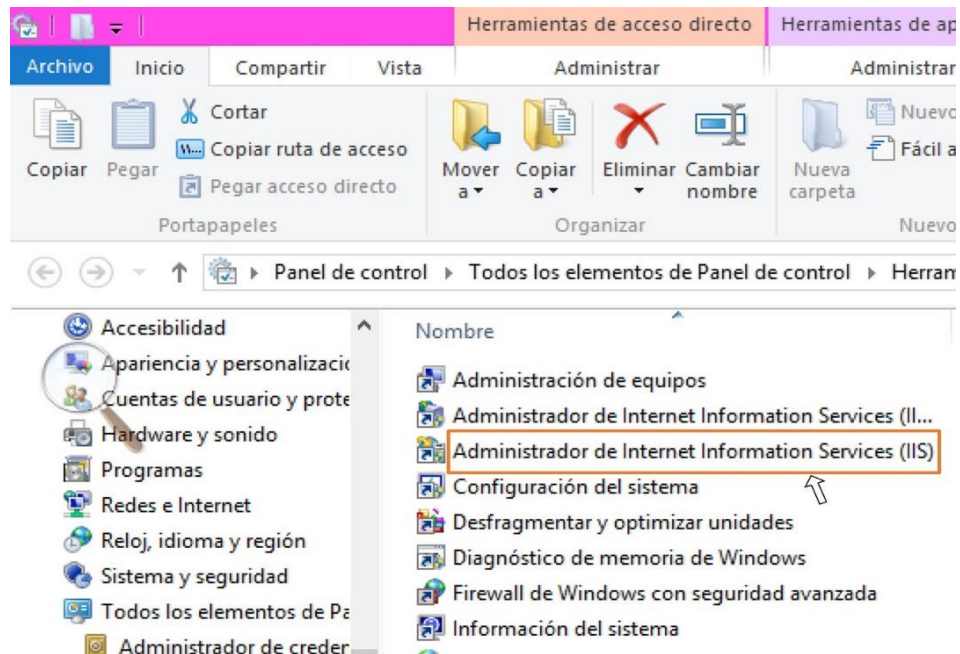 Herramientas de acceso directo Herramientas de ap
Archivo Inicio Compartir Vista Administrar Administrar
Copiar
Pegar
Cortar
Copiar ruta de acceso
Pegar acceso directo
Portapapeles
Mover a
Copiar a
Eliminar
Cambiar nombre
Organizar
Nueva carpeta
Nuevo
Fácil a
Nuevo
Panel de control Todos los elementos de Panel de control Herram
Accesibilidad
Apariencia y personalizació
Cuentas de usuario y prote
Hardware y sonido
Programas
Redes e Internet
Reloj, idioma y región
Sistema y seguridad
Todos los elementos de Pa
Administrador de creden
Nombre
Administración de equipos
Administrador de Internet Information Services (II...
Administrador de Internet Information Services (IIS)
Configuración del sistema
Desfragmentar y optimizar unidades
Diagnóstico de memoria de Windows
Firewall de Windows con seguridad avanzada
Información del sistema